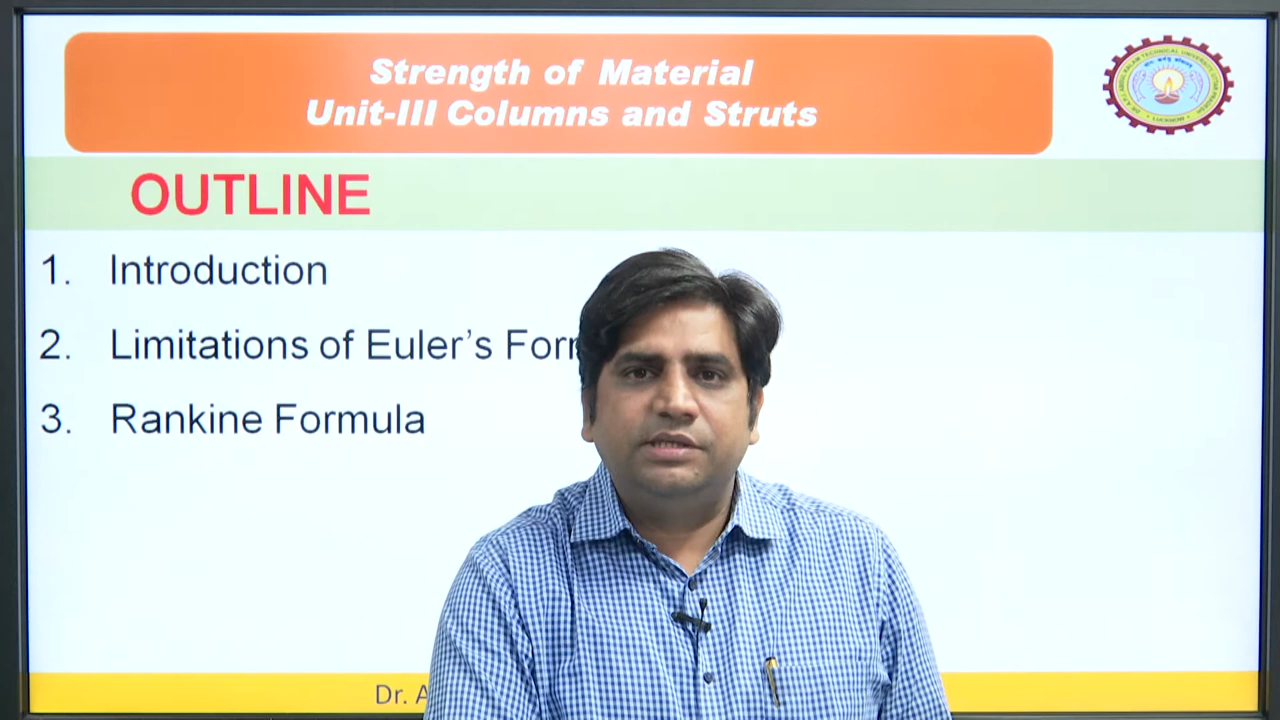 Strength of Material
Unit-III Columns and Struts
OUTLINE
1. Introduction
2. Limitations of Euler's For
3. Rankine Formula
Dr. A
LUCKNOW